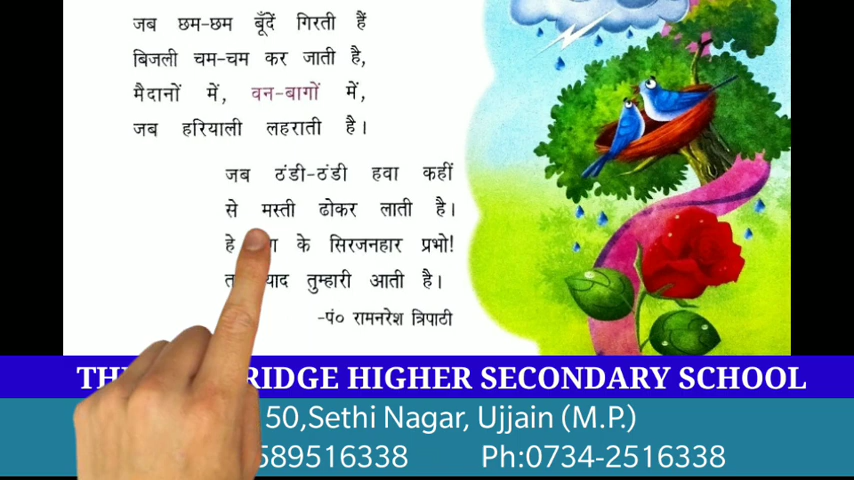 जब छम-छम बूँदें गिरती हैं
बिजली चम-चम कर जाती है,
मैदानों में, वन-बागों में,
जब हरियाली लहराती है।
जब ठंडी-ठंडी हवा कहीं
से मस्ती ढोकर लाती है।
हे के सिरजनहार प्रभो!
याद तुम्हारी आती है।
-पं० रामनरेश त्रिपाठी
HIGHER SECONDARY SCHOOL
50,Sethi Nagar, Ujjain (M.P.)
589516338 Ph:0734-2516338